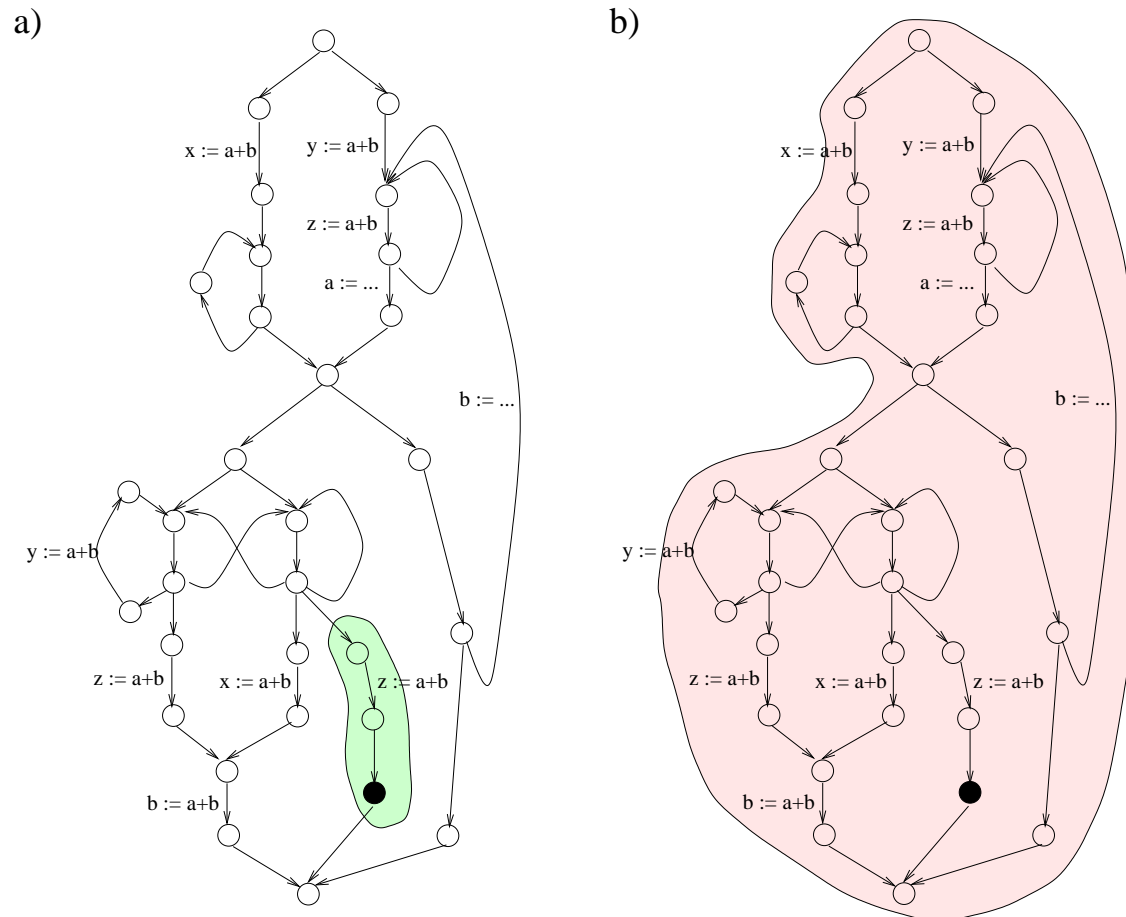 a)
b)
x := a+b
y := a+b
z := a+b
a := ...
b := ...
y := a+b
z := a+b
x := a+b
z := a+b
b := a+b
x := a+b
y := a+b
z := a+b
a := ...
b := ...
y := a+b
z := a+b
x := a+b
z := a+b
b := a+b